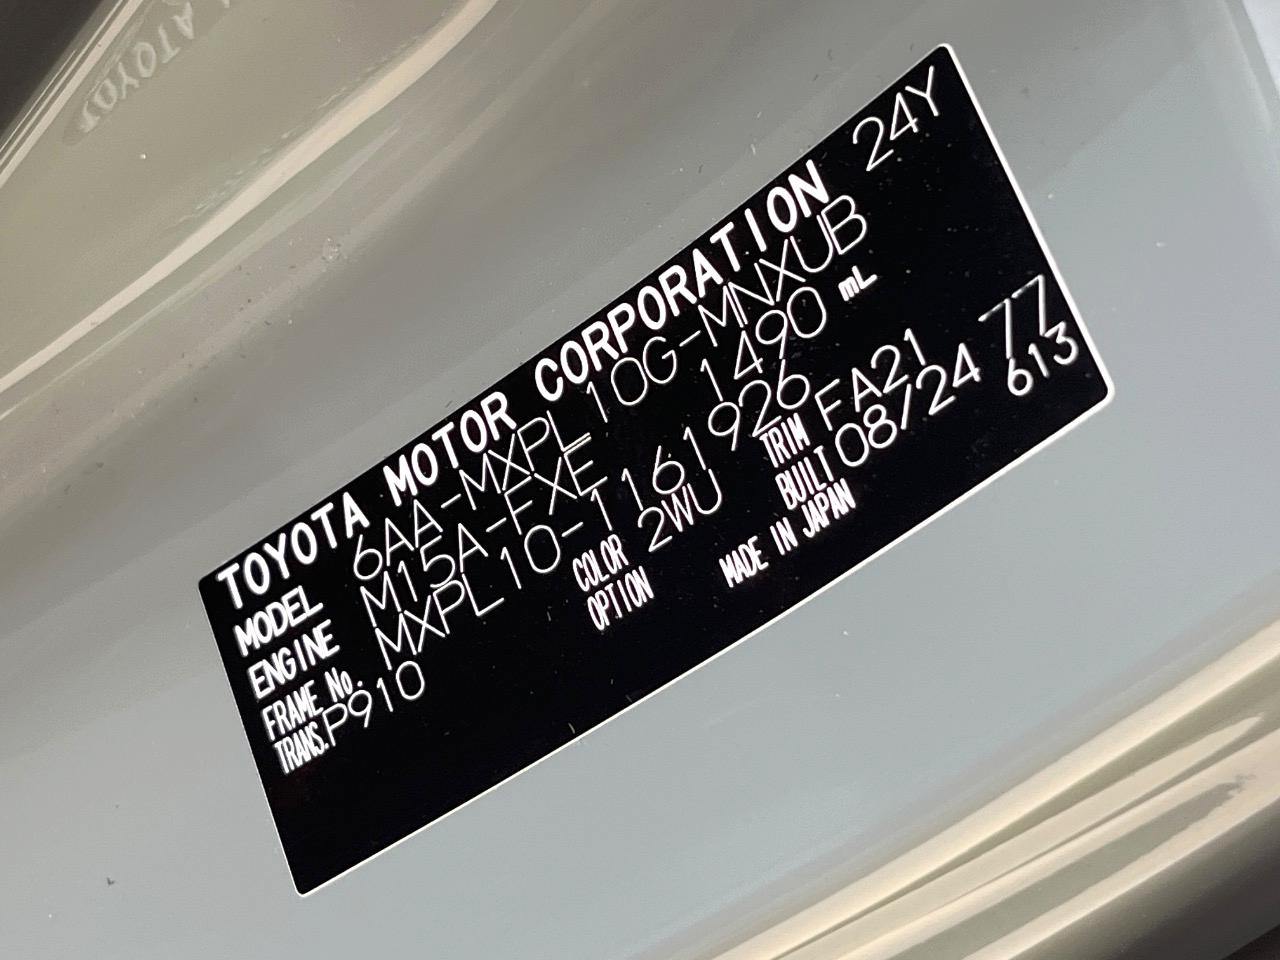 TOYOTA MOTOR CORPORATION 24Y
MODEL 6AA-MXPL10G-MNXUB
ENGINE M15A-FXE 1490 mL
FRAME No. MXPL10-1161926
TRANS. P910 COLOR 2WU TRIM FA21 77
OPTION BUILT 08/24 613
MADE IN JAPAN